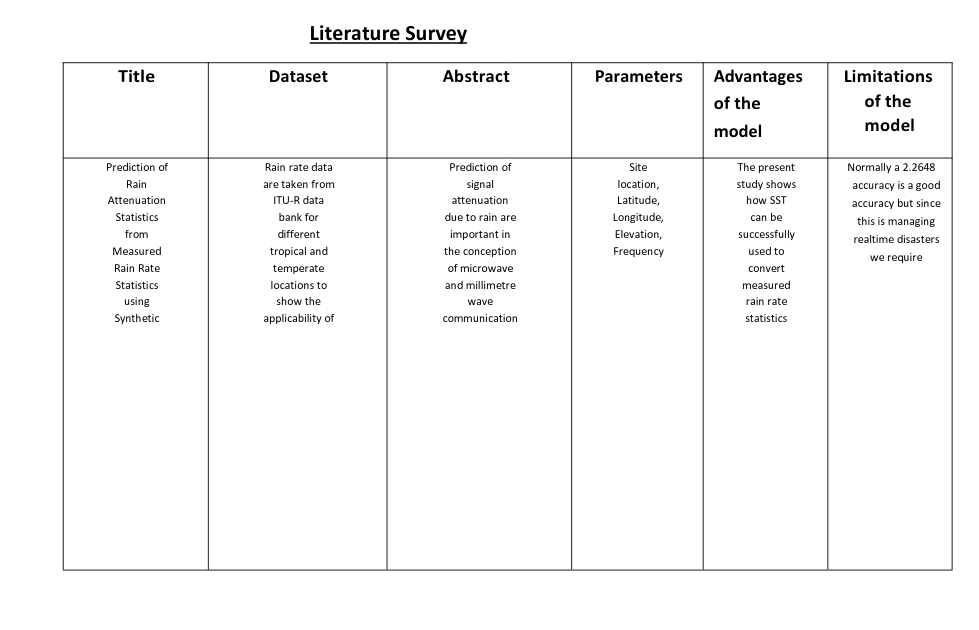 Literature Survey
Title
Dataset
Abstract
Parameters
Advantages
of the
model
Limitations
of the
model
Prediction of
Rain
Attenuation
Statistics
from
Measured
Rain Rate
Statistics
using
Synthetic
Rain rate data
are taken from
ITU-R data
bank for
different
tropical and
temperate
locations to
show the
applicability of
Prediction of
signal
attenuation
due to rain are
important in
the conception
of microwave
and millimetre
wave
communication
Site
location,
Latitude,
Longitude,
Elevation,
Frequency
The present
study shows
how SST
can be
successfully
used to
convert
measured
rain rate
statistics
Normally a 2.2648
accuracy is a good
accuracy but since
this is managing
realtime disasters
we require